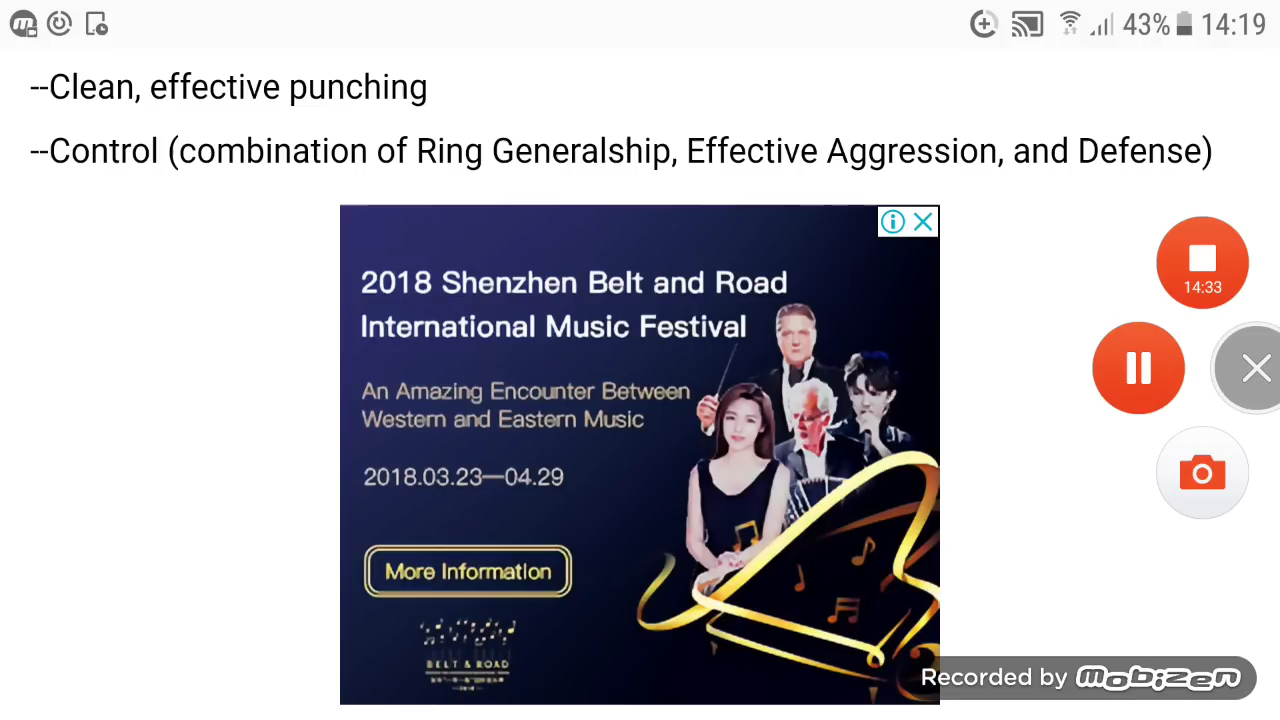 43% 14:19
--Clean, effective punching
--Control (combination of Ring Generalship, Effective Aggression, and Defense)
2018 Shenzhen Belt and Road
International Music Festival
An Amazing Encounter Between
Western and Eastern Music
2018.03.23—04.29
More Information
BELT & ROAD
14:33
Recorded by mobizen